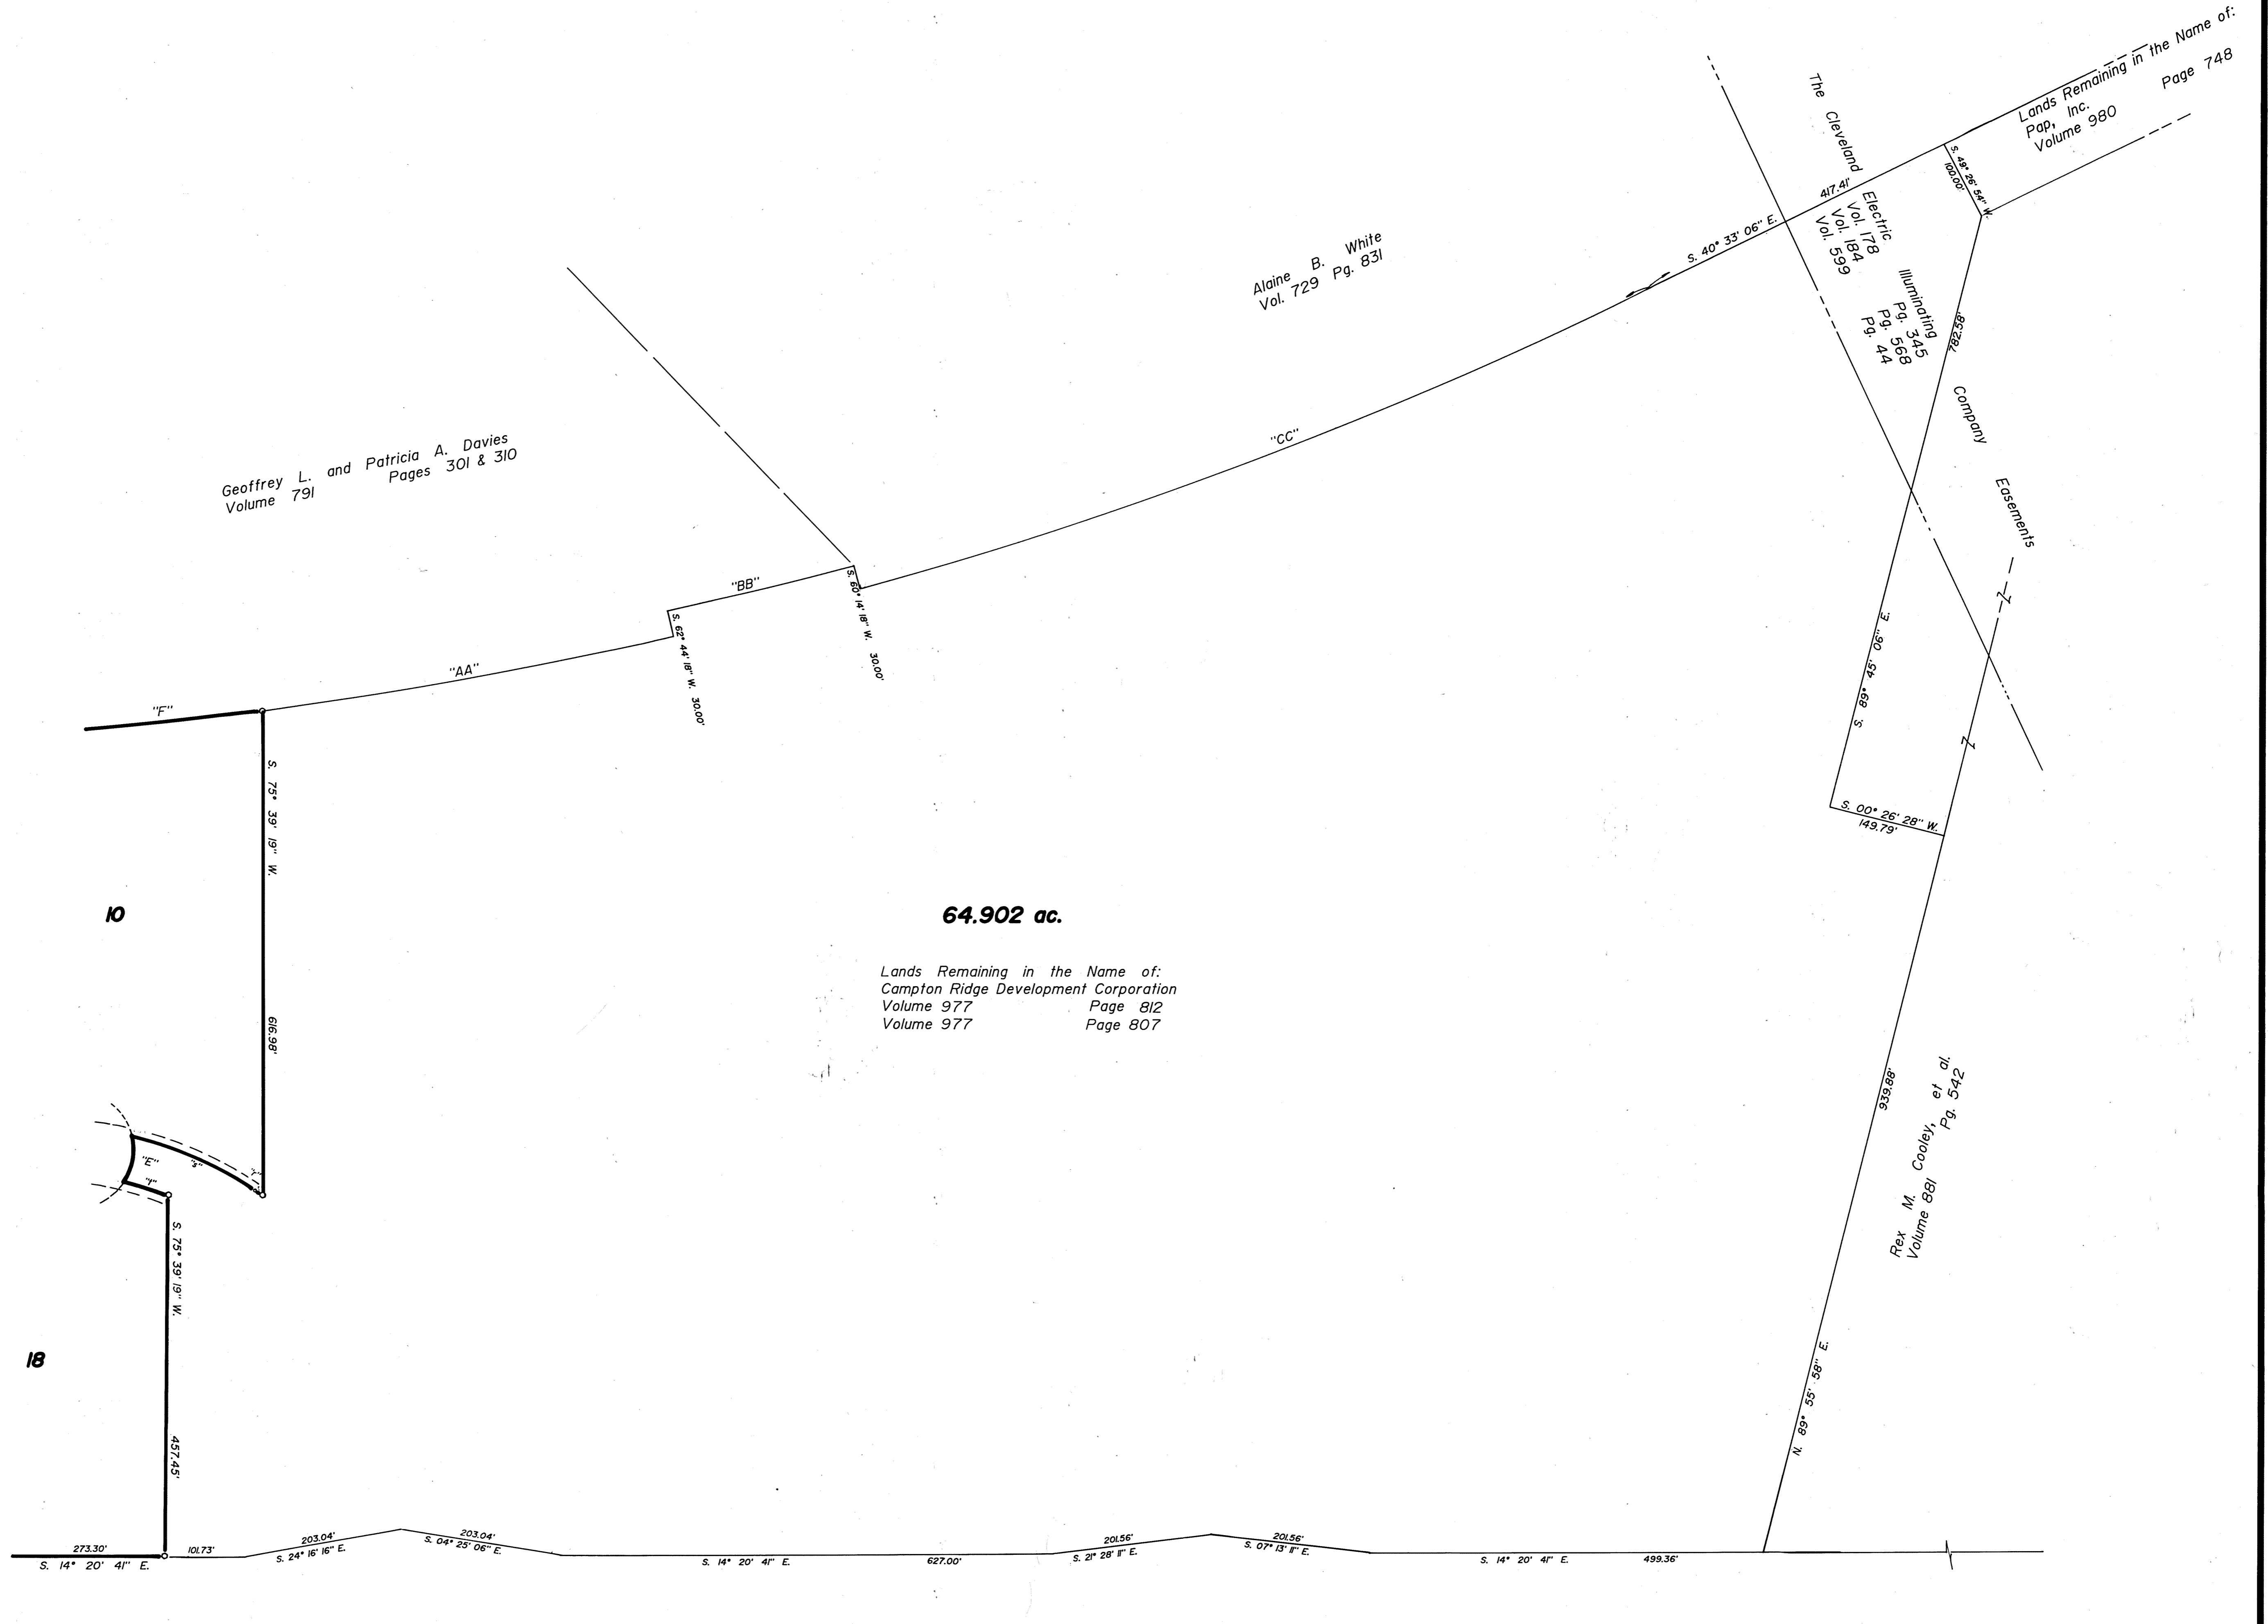 Lands Remaining in the Name of:
Pap, Inc.
Volume 980 Page 748
The Cleveland Electric Illuminating Company Easements
Vol. 178 Pg. 345
Vol. 184 Pg. 568
Vol. 599 Pg. 44
S. 49° 26' 54" W.
100.00'
417.41'
S. 40° 33' 06" E.
Alaine B. White
Vol. 729 Pg. 831
782.58'
S. 89° 45' 06" E.
"CC"
Geoffrey L. and Patricia A. Davies
Volume 791 Pages 301 & 310
"BB"
S. 60° 14' 18" W. 30.00'
S. 62° 44' 18" W. 30.00'
"AA"
"F"
S. 75° 39' 19" W.
616.98'
S. 00° 26' 28" W.
149.79'
10
64.902 ac.
Lands Remaining in the Name of:
Campton Ridge Development Corporation
Volume 977 Page 812
Volume 977 Page 807
939.88'
N. 89° 55' 58" E.
Rex M. Cooley, et al.
Volume 881 Pg. 542
"E"
"s"
"r"
S. 75° 39' 19" W.
457.45'
18
273.30'
S. 14° 20' 41" E.
101.73'
203.04'
S. 24° 16' 16" E.
203.04'
S. 04° 25' 06" E.
S. 14° 20' 41" E. 627.00'
201.56'
S. 21° 28' 11" E.
201.56'
S. 07° 13' 11" E.
S. 14° 20' 41" E. 499.36'